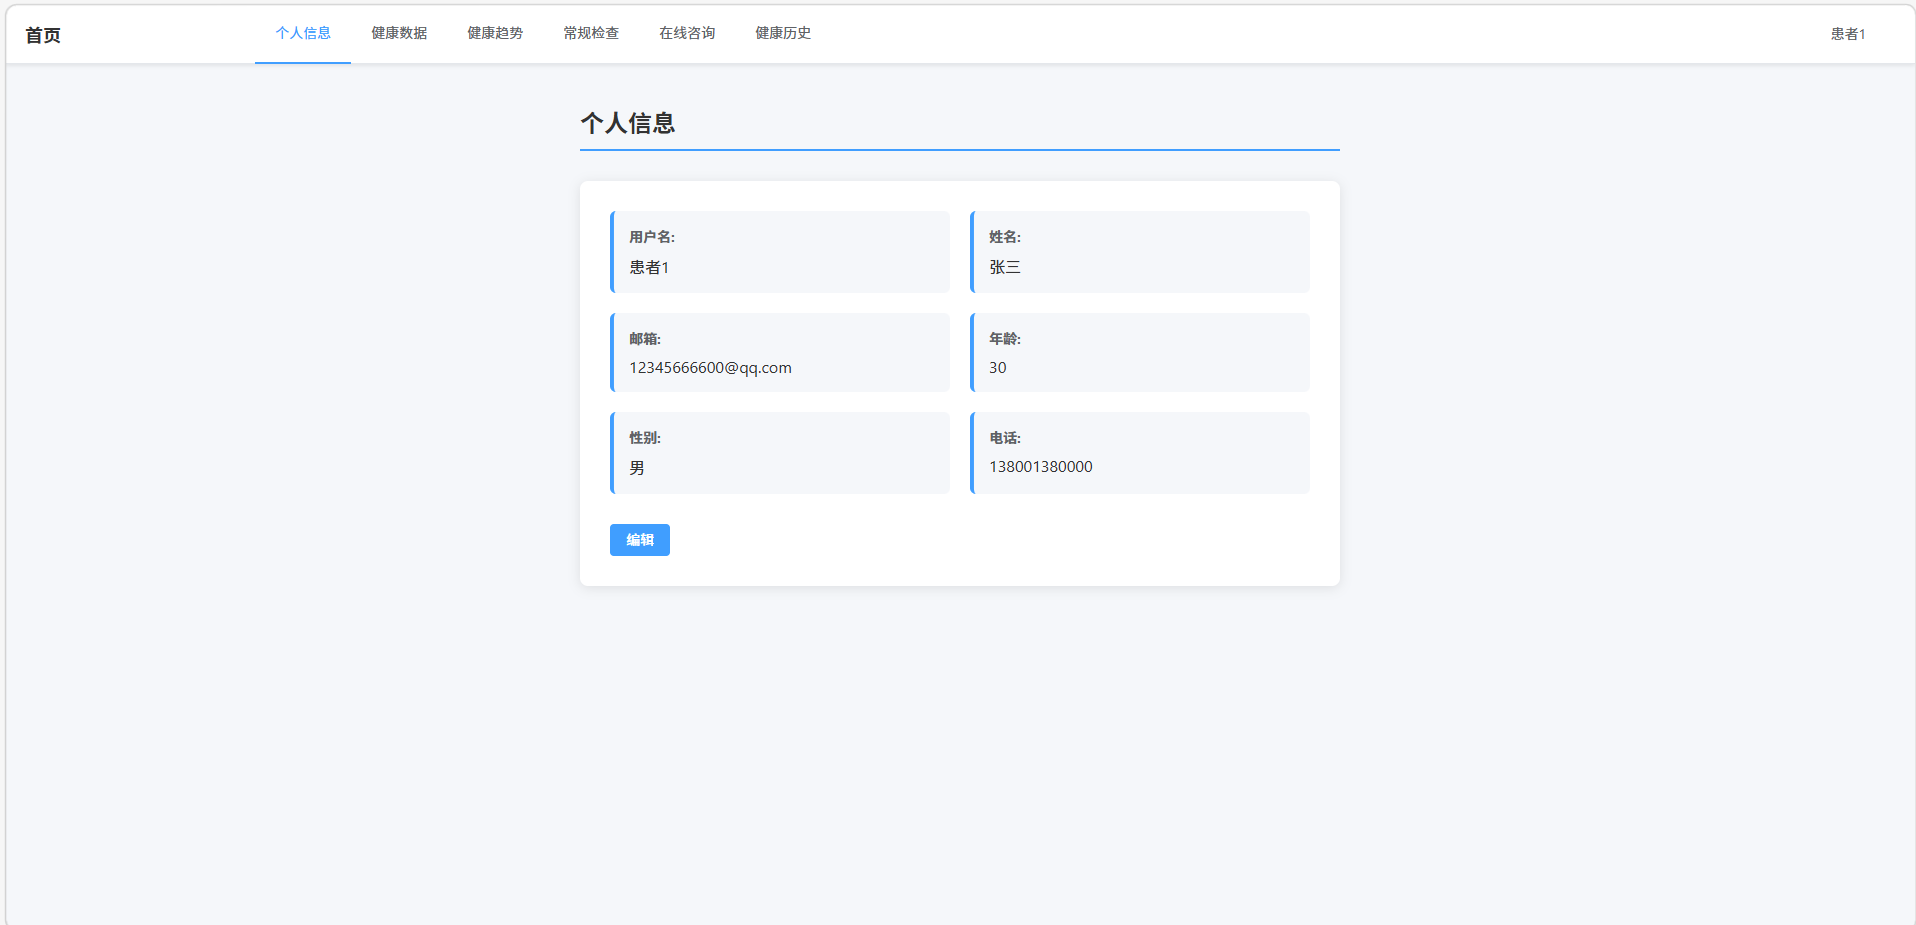 首页 个人信息 健康数据 健康趋势 常规检查 在线咨询 健康历史 患者1
个人信息
用户名:
患者1
姓名:
张三
邮箱:
12345666600@qq.com
年龄:
30
性别:
男
电话:
138001380000
编辑